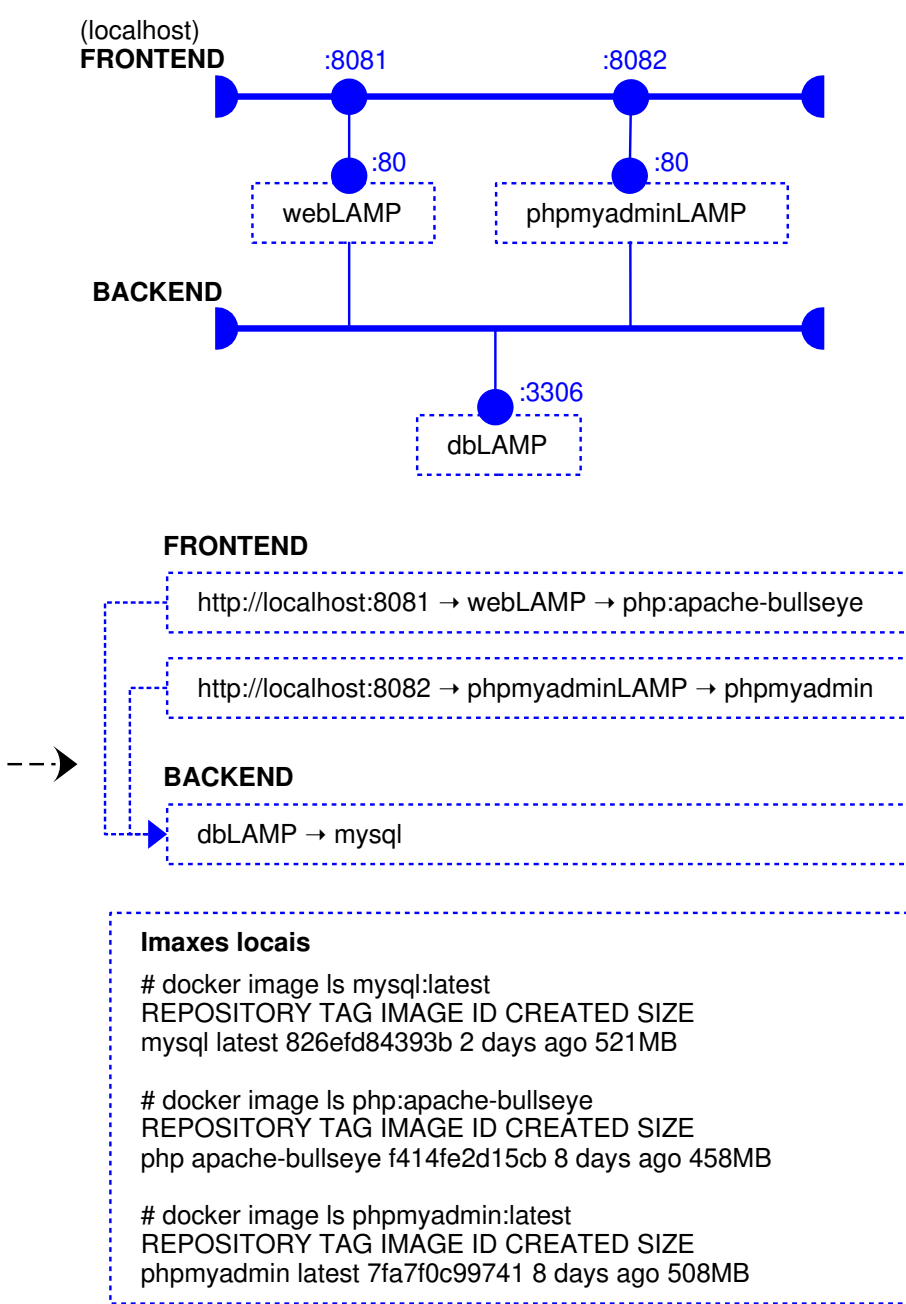 (localhost)
FRONTEND
:8081
:8082
:80
:80
webLAMP
phpmyadminLAMP
BACKEND
:3306
dbLAMP
FRONTEND
http://localhost:8081 → webLAMP → php:apache-bullseye
http://localhost:8082 → phpmyadminLAMP → phpmyadmin
BACKEND
dbLAMP → mysql
Imaxes locais
# docker image ls mysql:latest
REPOSITORY TAG IMAGE ID CREATED SIZE
mysql latest 826efd84393b 2 days ago 521MB
# docker image ls php:apache-bullseye
REPOSITORY TAG IMAGE ID CREATED SIZE
php apache-bullseye f414fe2d15cb 8 days ago 458MB
# docker image ls phpmyadmin:latest
REPOSITORY TAG IMAGE ID CREATED SIZE
phpmyadmin latest 7fa7f0c99741 8 days ago 508MB